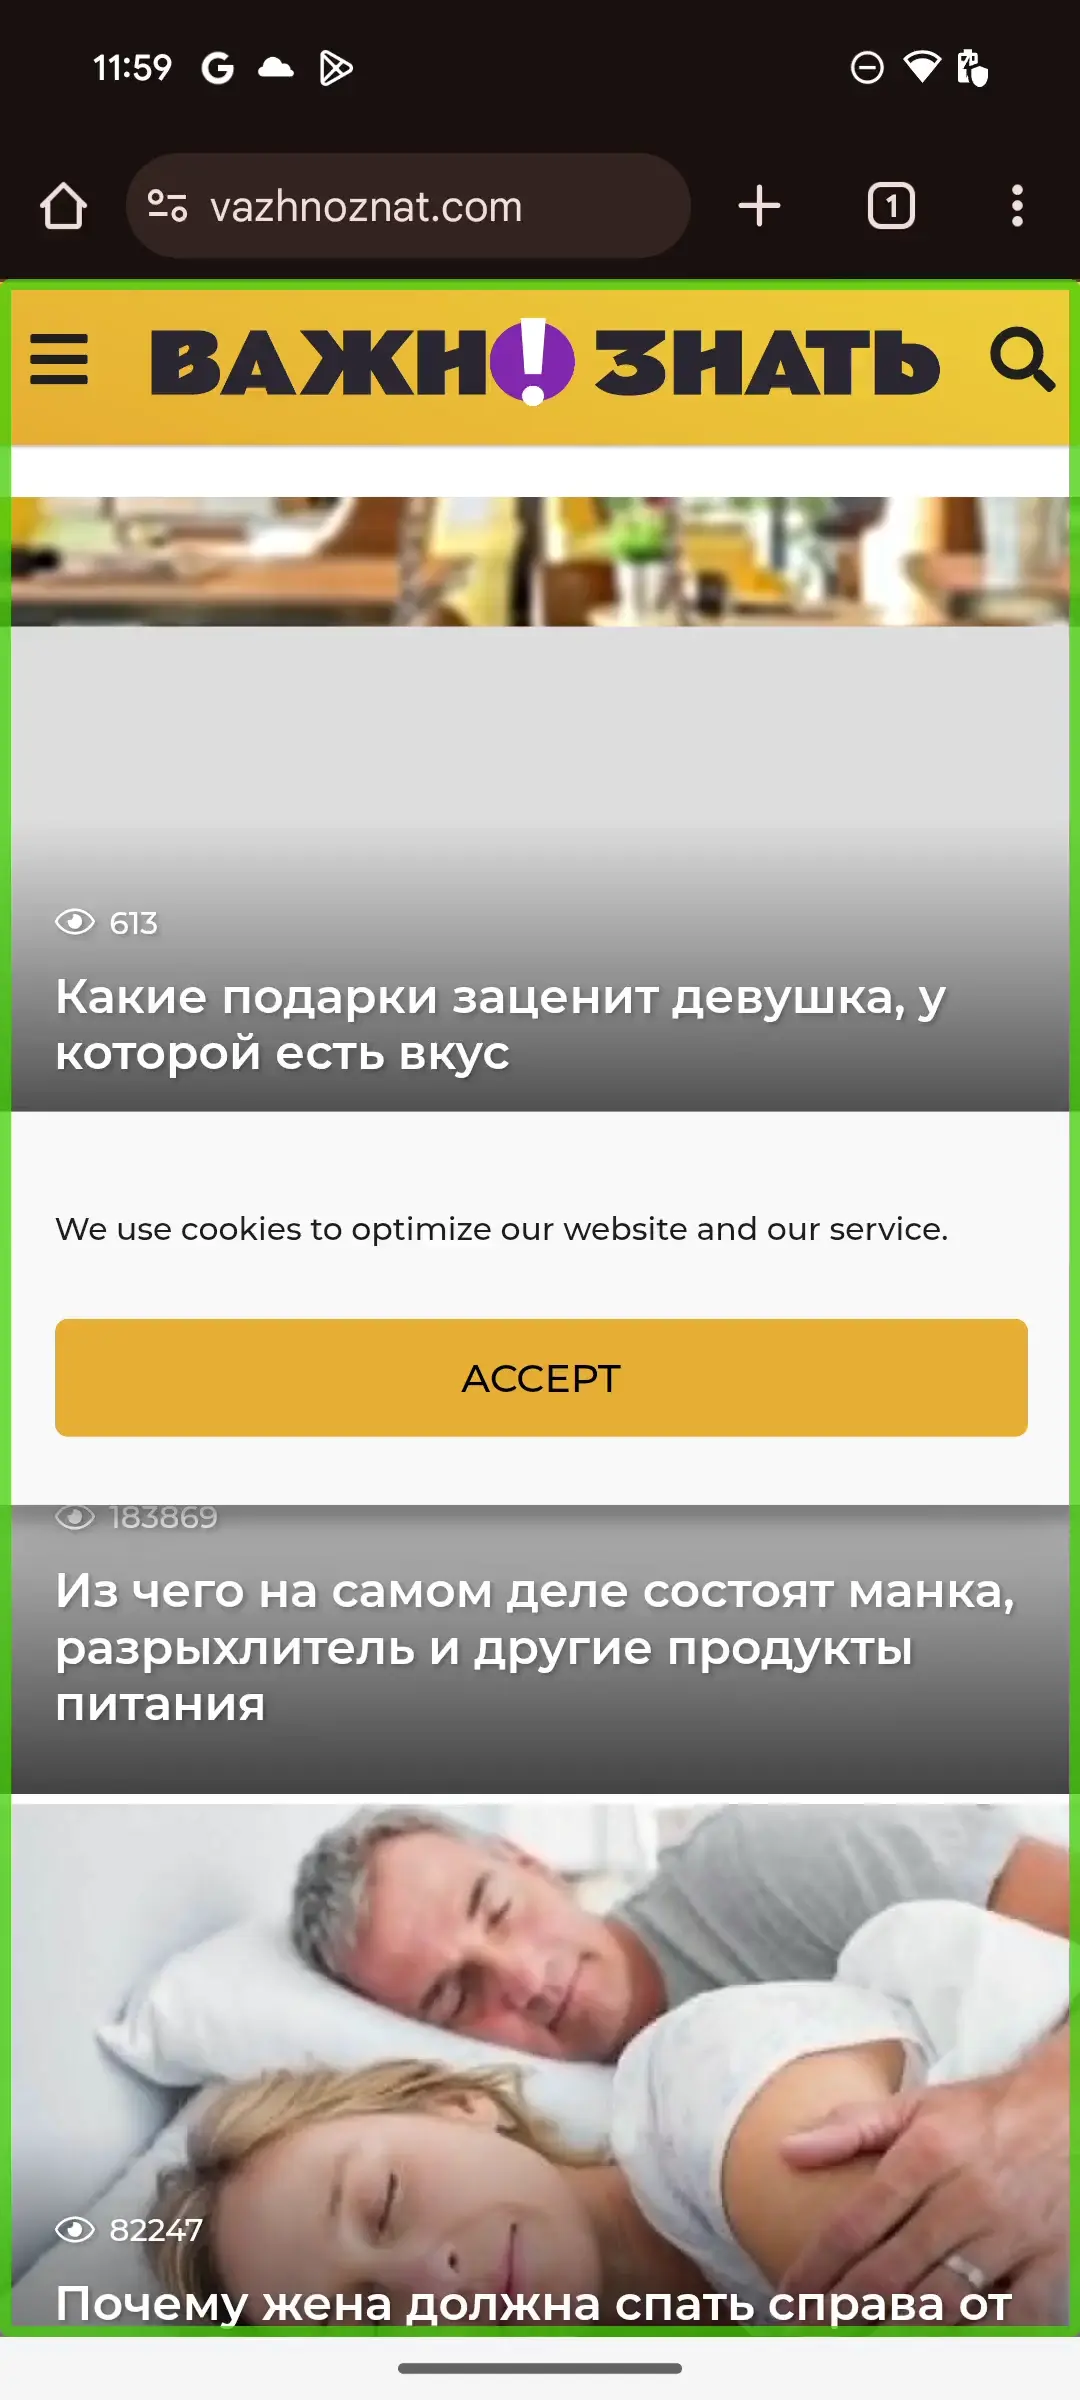 11:59
vazhnoznat.com
1
ВАЖН! ЗНАТЬ
613
Какие подарки заценит девушка, у
которой есть вкус
We use cookies to optimize our website and our service.
ACCEPT
183869
Из чего на самом деле состоят манка,
разрыхлитель и другие продукты
питания
82247
Почему жена должна спать справа от